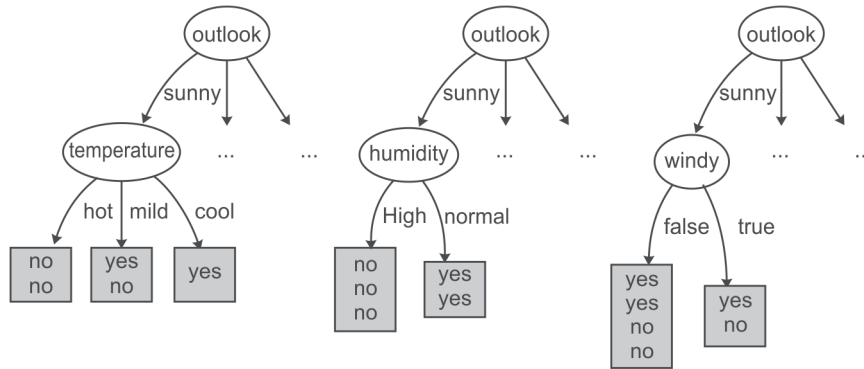 outlook
sunny
temperature
...
...
hot mild cool
no
no
yes
no
yes
outlook
sunny
humidity
...
...
High normal
no
no
no
yes
yes
outlook
sunny
windy
...
..
false true
yes
yes
no
no
yes
no